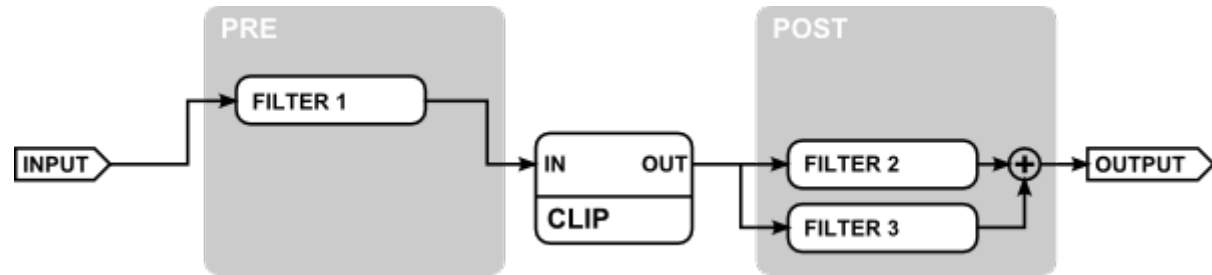 PRE
POST
FILTER 1
INPUT
IN
OUT
CLIP
FILTER 2
FILTER 3
OUTPUT